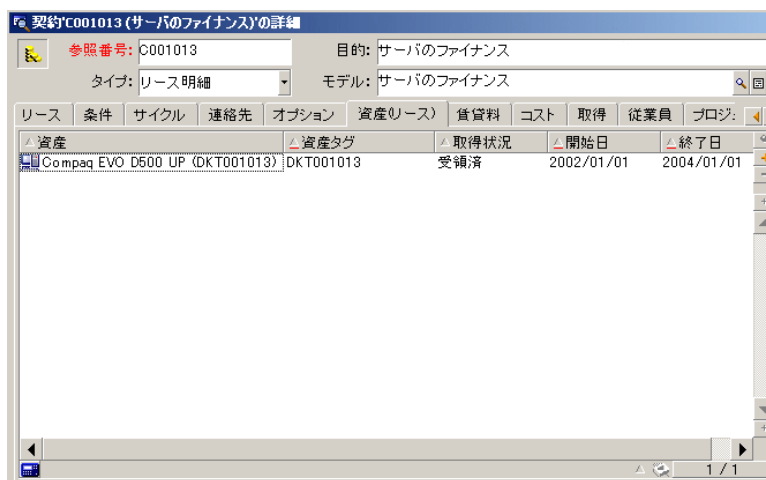 契約'C001013 (サーバのファイナンス)'の詳細
参照番号: C001013 目的: サーバのファイナンス
タイプ: リース明細 モデル: サーバのファイナンス
リース 条件 サイクル 連絡先 オプション 資産(リース) 賃貸料 コスト 取得 従業員 プロジ:
資産 資産タグ 取得状況 開始日 終了日
Compaq EVO D500 UP (DKT001013) DKT001013 受領済 2002/01/01 2004/01/01
1 / 1